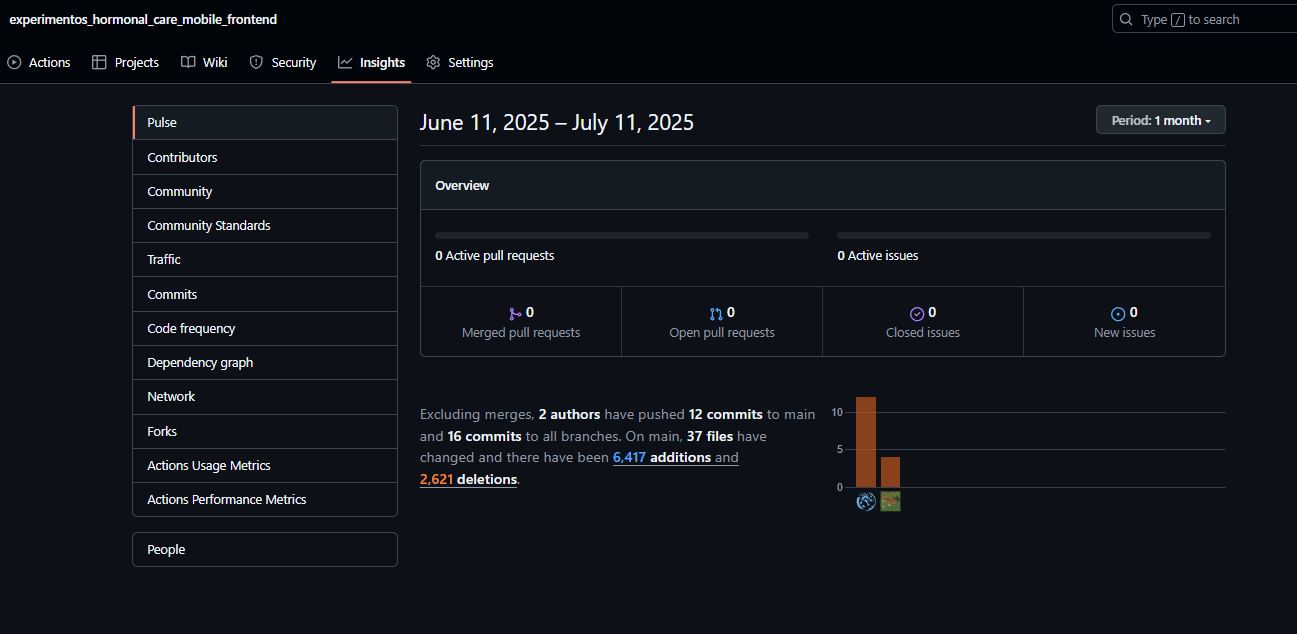 experimentos_hormonal_care_mobile_frontend
Type / to search
Actions
Projects
Wiki
Security
Insights
Settings
Pulse
Contributors
Community
Community Standards
Traffic
Commits
Code frequency
Dependency graph
Network
Forks
Actions Usage Metrics
Actions Performance Metrics
People
June 11, 2025 – July 11, 2025
Period: 1 month
Overview
0 Active pull requests
0 Active issues
0
Merged pull requests
0
Open pull requests
0
Closed issues
0
New issues
Excluding merges, 2 authors have pushed 12 commits to main
and 16 commits to all branches. On main, 37 files have
changed and there have been 6,417 additions and
2,621 deletions.
10
5
0